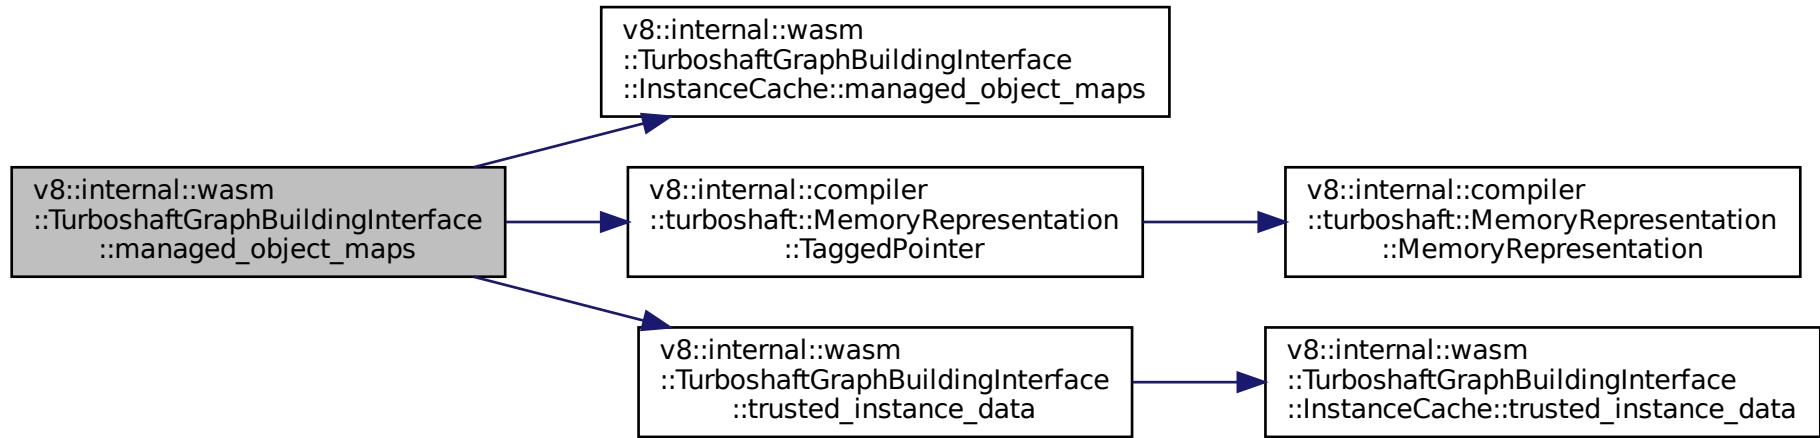 v8::internal::wasm
::TurboshaftGraphBuildingInterface
::InstanceCache::managed_object_maps
v8::internal::wasm
::TurboshaftGraphBuildingInterface
::managed_object_maps
v8::internal::compiler
::turboshaft::MemoryRepresentation
::TaggedPointer
v8::internal::compiler
::turboshaft::MemoryRepresentation
::MemoryRepresentation
v8::internal::wasm
::TurboshaftGraphBuildingInterface
::trusted_instance_data
v8::internal::wasm
::TurboshaftGraphBuildingInterface
::InstanceCache::trusted_instance_data